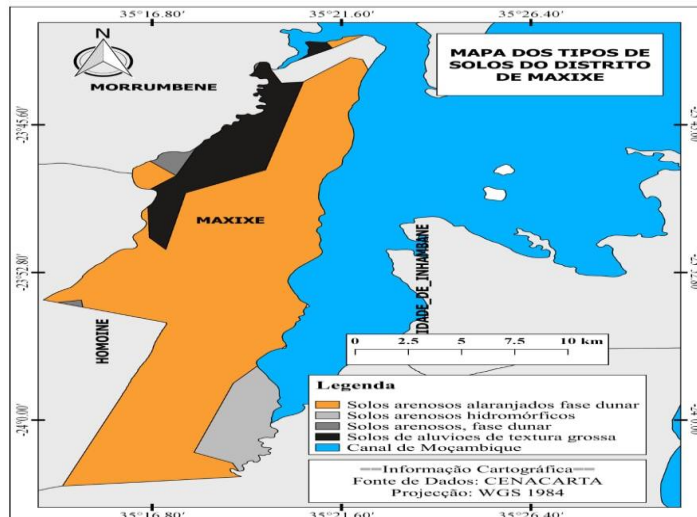 35°16.80' 35°21.60' 35°26.40'
N
MAPA DOS TIPOS DE
SOLOS DO DISTRITO
DE MAXIXE
MORRUMBENE
-23°45.60'
MAXIXE
-23°52.80'
HOMOINE
IDADE_DE_INHAMBANE
0 2.5 5 7.5 10 km
Legenda
Solos arenosos alaranjados fase dunar
Solos arenosos hidromórficos
Solos arenosos, fase dunar
Solos de aluvioes de textura grossa
Canal de Moçambique
-24°0.00'
==Informação Cartográfica==
Fonte de Dados: CENACARTA
Projecção: WGS 1984
35°16.80' 35°21.60' 35°26.40'